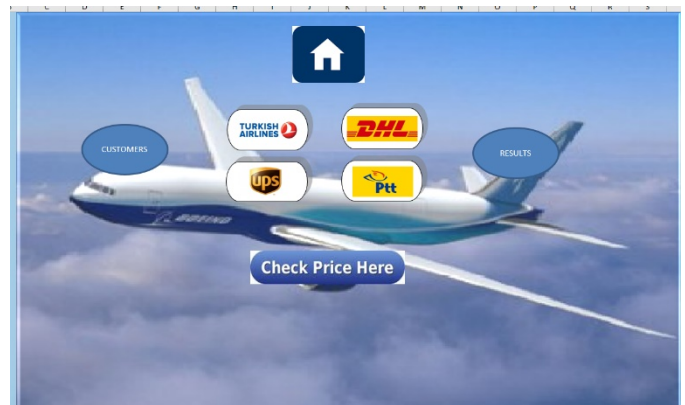 C D E F G H I J K L M N O P Q R S
TURKISH
AIRLINES
DHL
CUSTOMERS
RESULTS
ups
Ptt
BOEING
Check Price Here